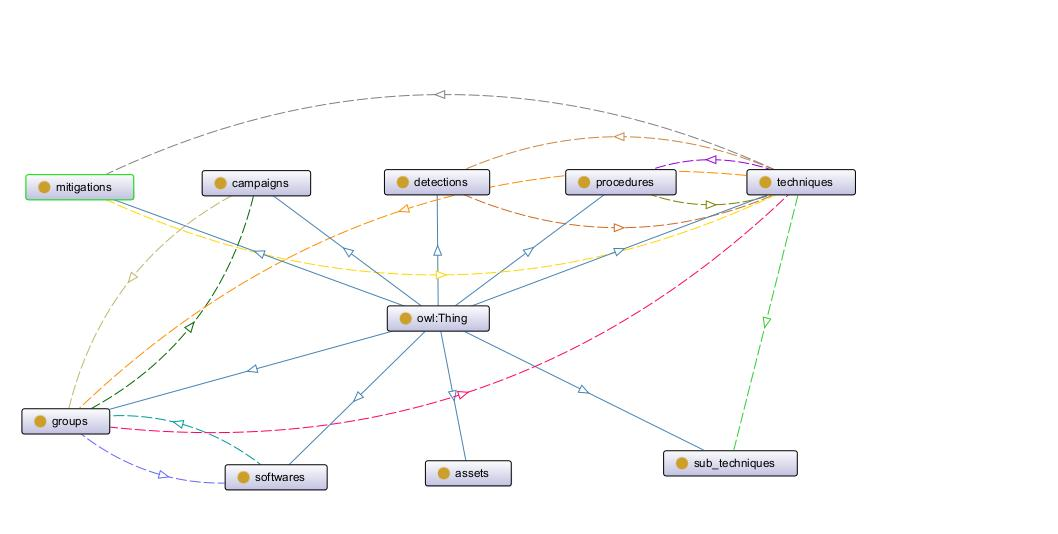 mitigations
campaigns
detections
procedures
techniques
owl:Thing
groups
softwares
assets
sub_techniques